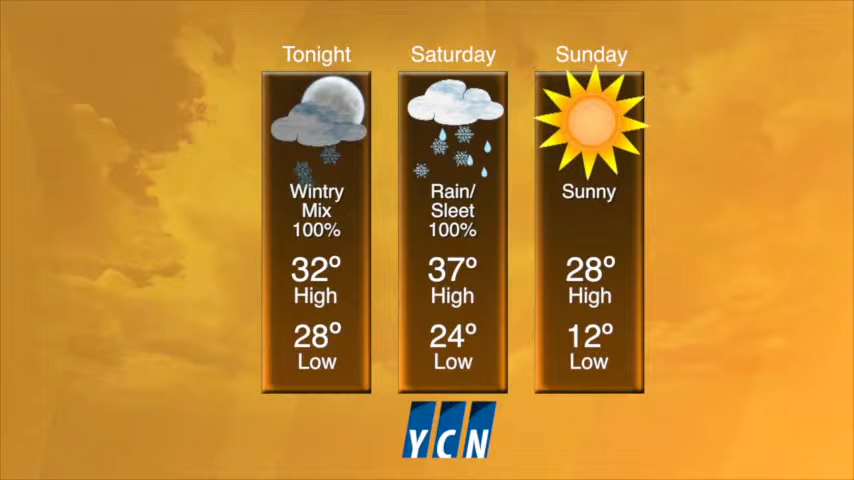 Tonight
Wintry
Mix
100%
32º
High
28º
Low
Saturday
Rain/
Sleet
100%
37º
High
24º
Low
Sunday
Sunny
28º
High
12º
Low
YCN